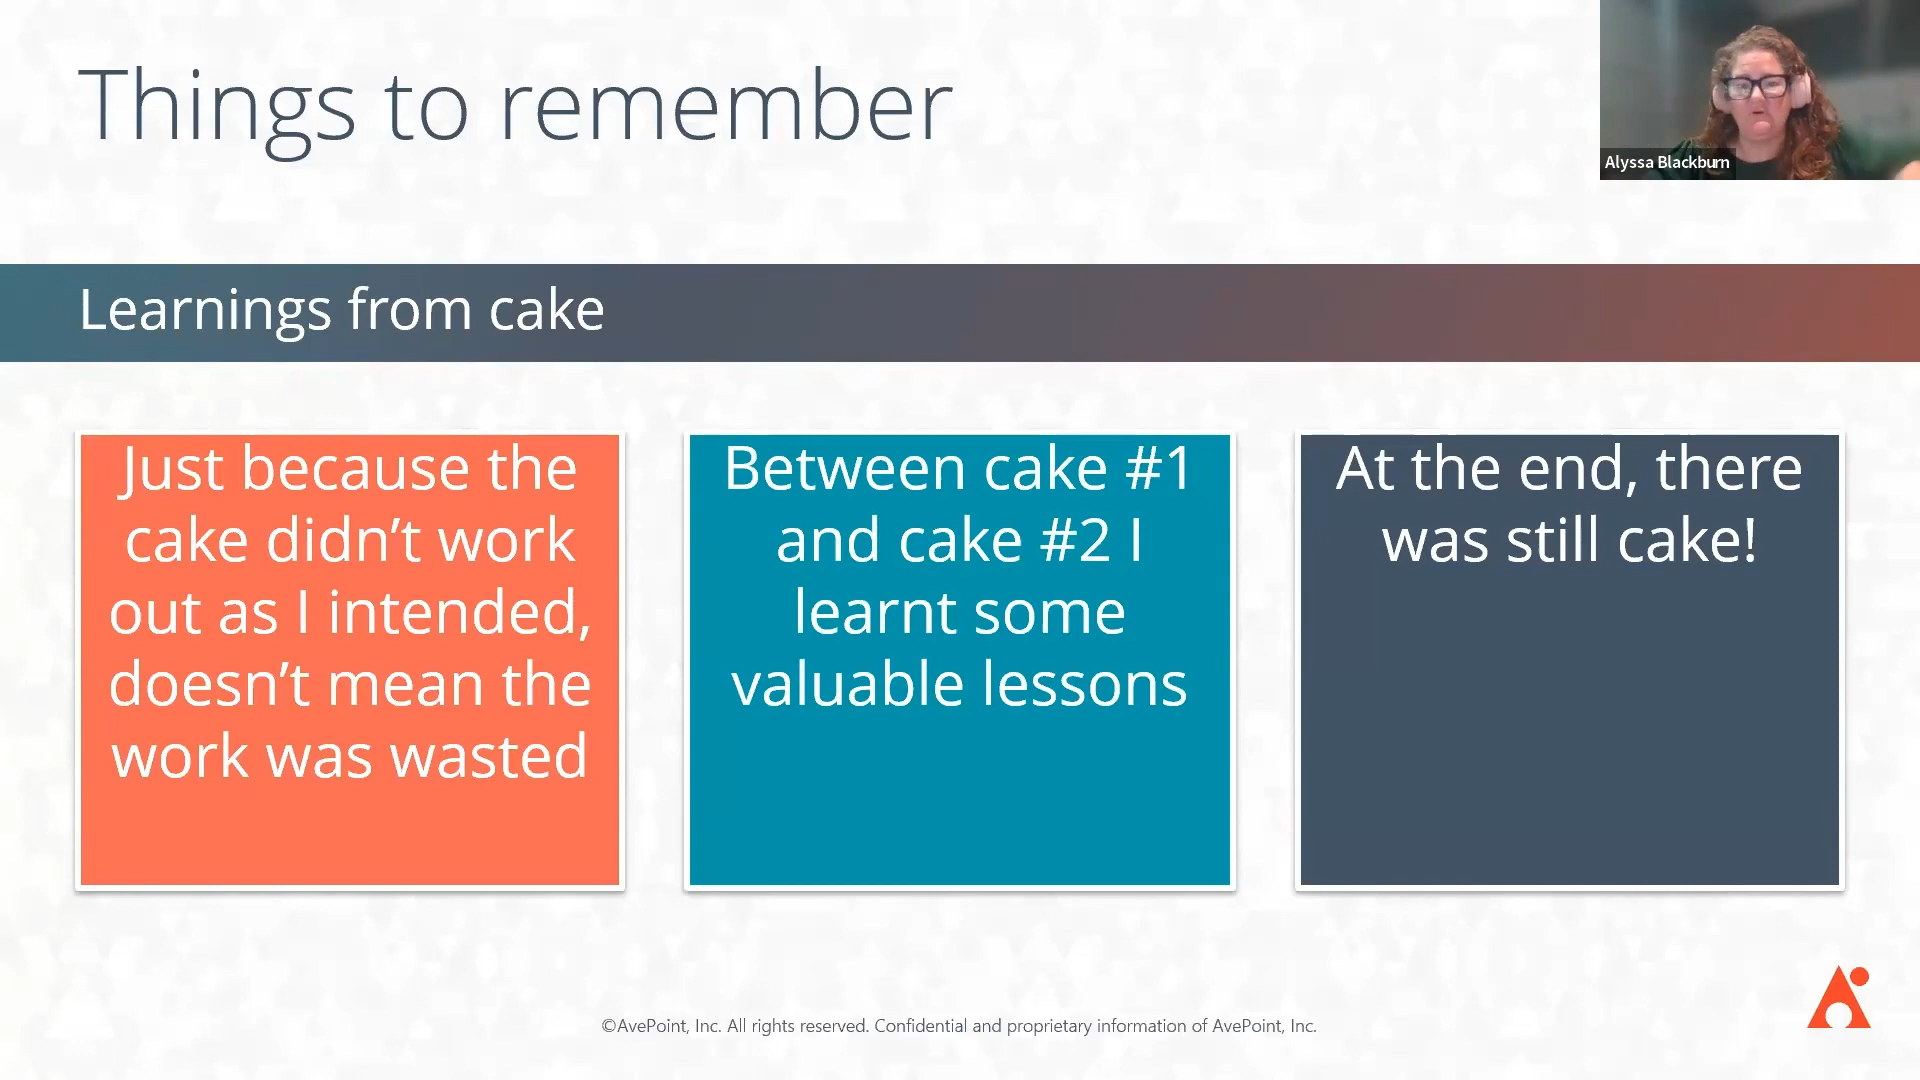 Things to remember
Alyssa Blackburn
Learnings from cake
Just because the
cake didn’t work
out as I intended,
doesn’t mean the
work was wasted
Between cake #1
and cake #2 I
learnt some
valuable lessons
At the end, there
was still cake!
©AvePoint, Inc. All rights reserved. Confidential and proprietary information of AvePoint, Inc.